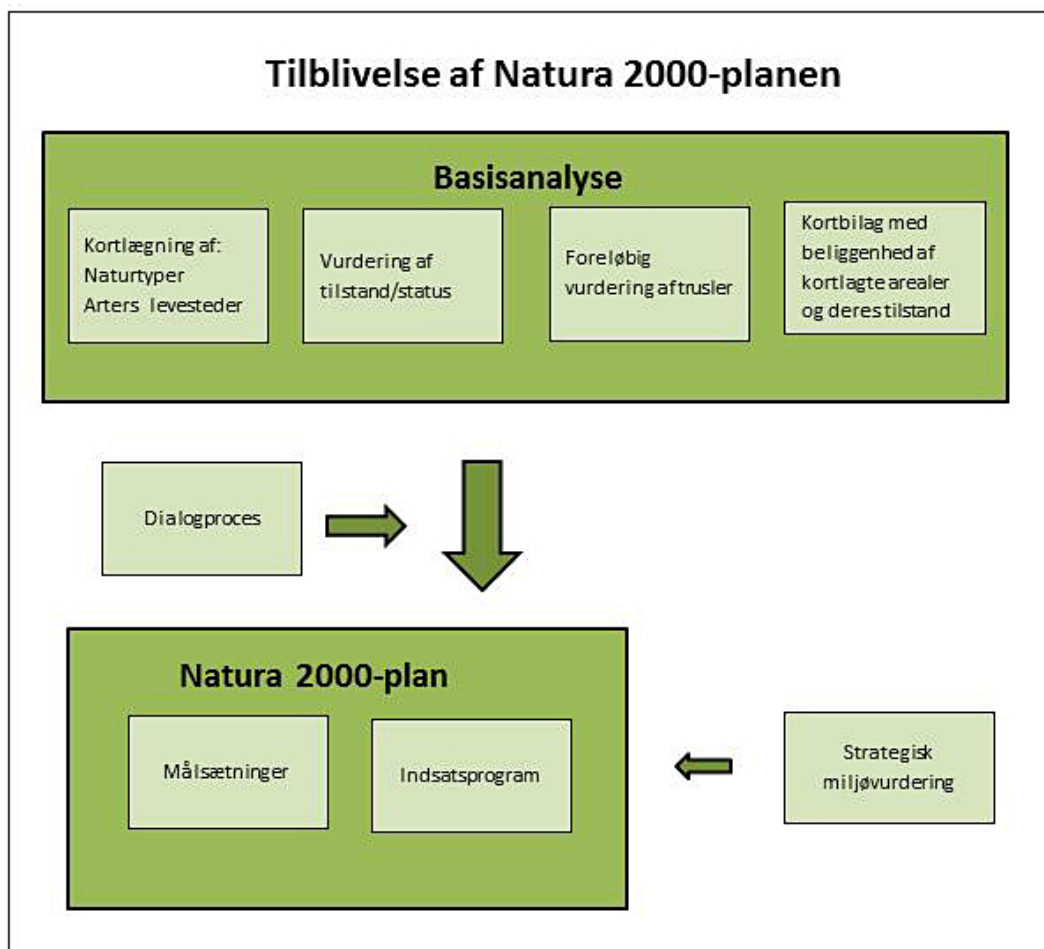 Tilblivelse af Natura 2000-planen
Basisanalyse
Kortlægning af:
Naturtyper
Arters levesteder
Vurdering af
tilstand/status
Foreløbig
vurdering af trusler
Kortbilag med
beliggenhed af
kortlagte arealer
og deres tilstand
Dialogproces
Natura 2000-plan
Målsætninger
Indsatsprogram
Strategisk
miljøvurdering